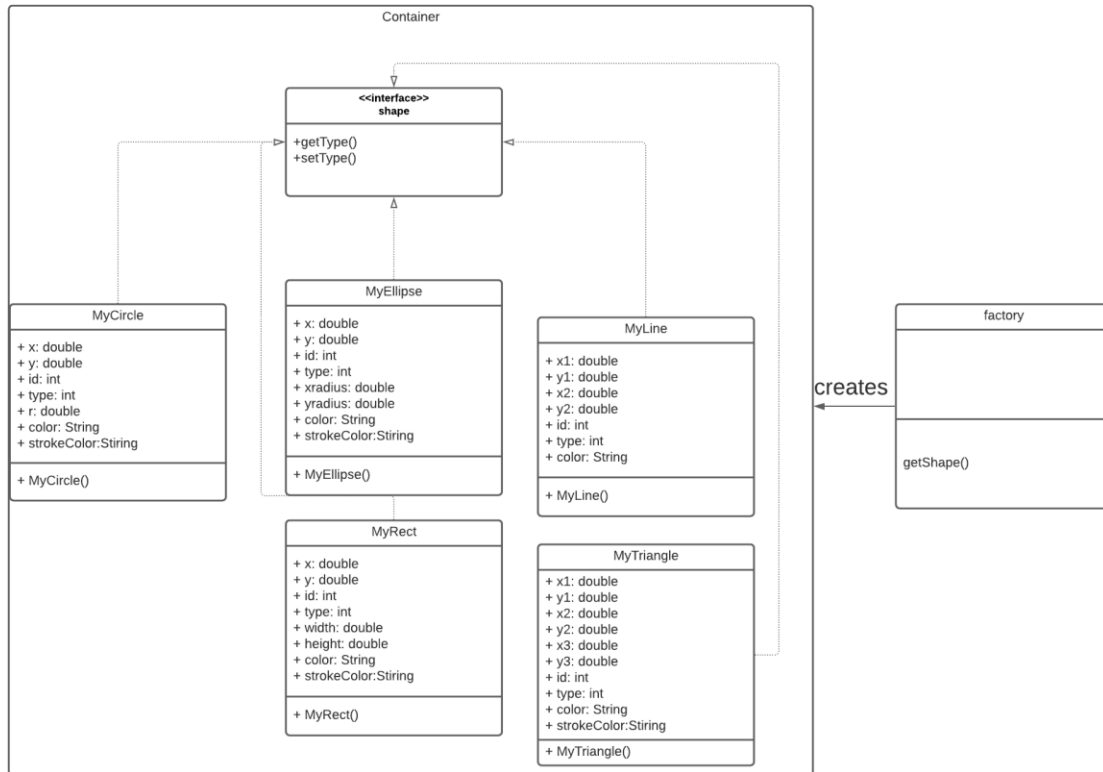 Container
<<interface>>
shape
+getType()
+setType()
MyCircle
+ x: double
+ y: double
+ id: int
+ type: int
+ r: double
+ color: String
+ strokeColor:Stiring
+ MyCircle()
MyEllipse
+ x: double
+ y: double
+ id: int
+ type: int
+ xradius: double
+ yradius: double
+ color: String
+ strokeColor:Stiring
+ MyEllipse()
MyLine
+ x1: double
+ y1: double
+ x2: double
+ y2: double
+ id: int
+ type: int
+ color: String
+ MyLine()
MyRect
+ x: double
+ y: double
+ id: int
+ type: int
+ width: double
+ height: double
+ color: String
+ strokeColor:Stiring
+ MyRect()
MyTriangle
+ x1: double
+ y1: double
+ x2: double
+ y2: double
+ x3: double
+ y3: double
+ id: int
+ type: int
+ color: String
+ strokeColor:Stiring
+ MyTriangle()
creates
factory
getShape()